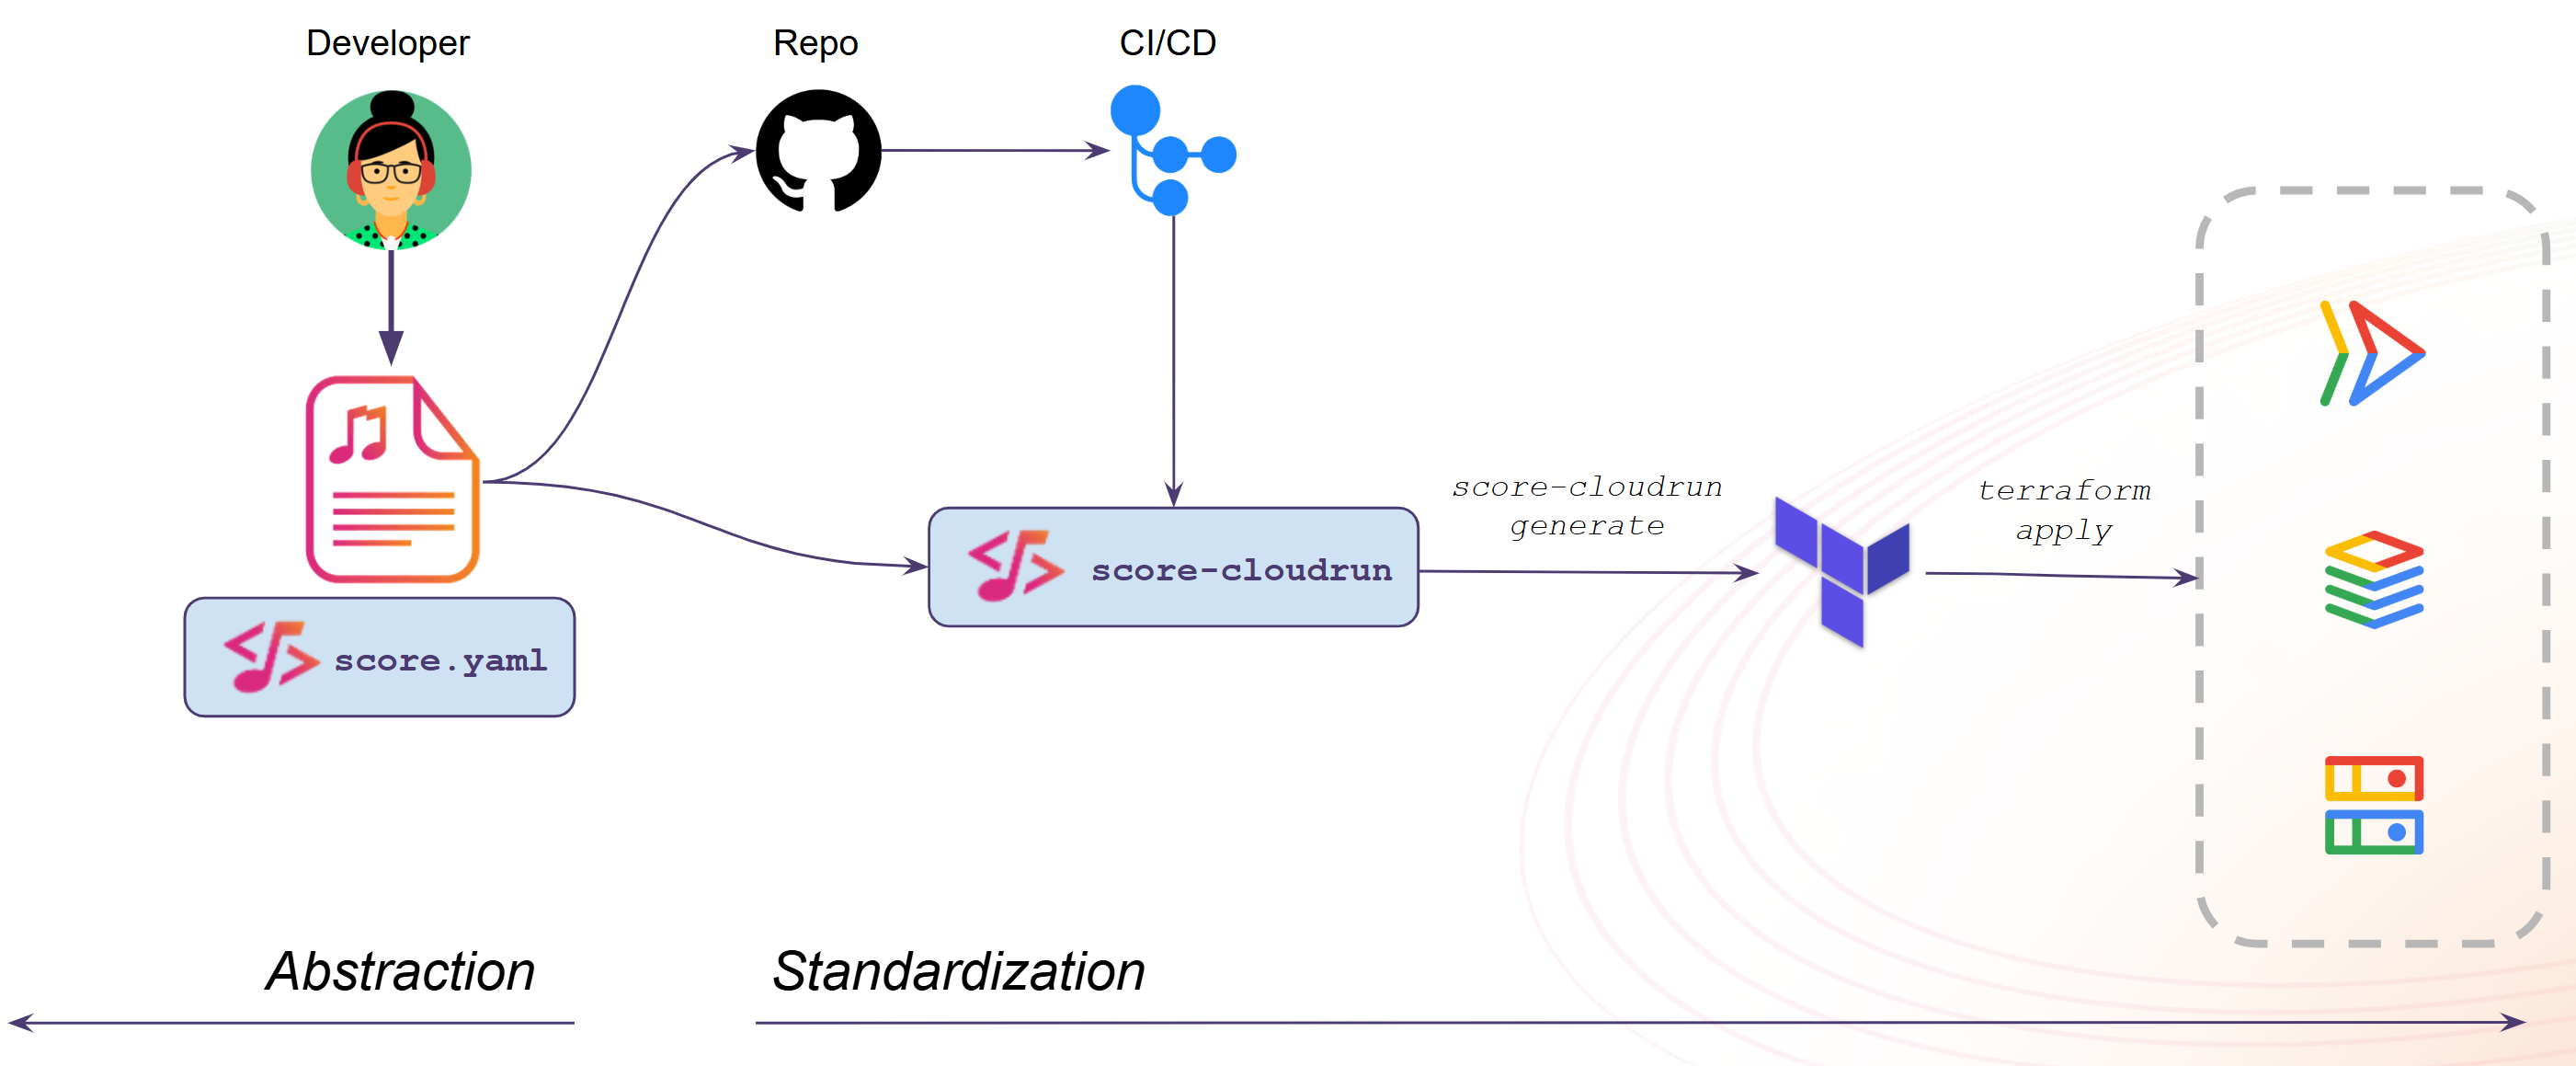 Developer
Repo
CI/CD
score-cloudrun
generate
terraform
apply
score-cloudrun
score.yaml
Abstraction
Standardization